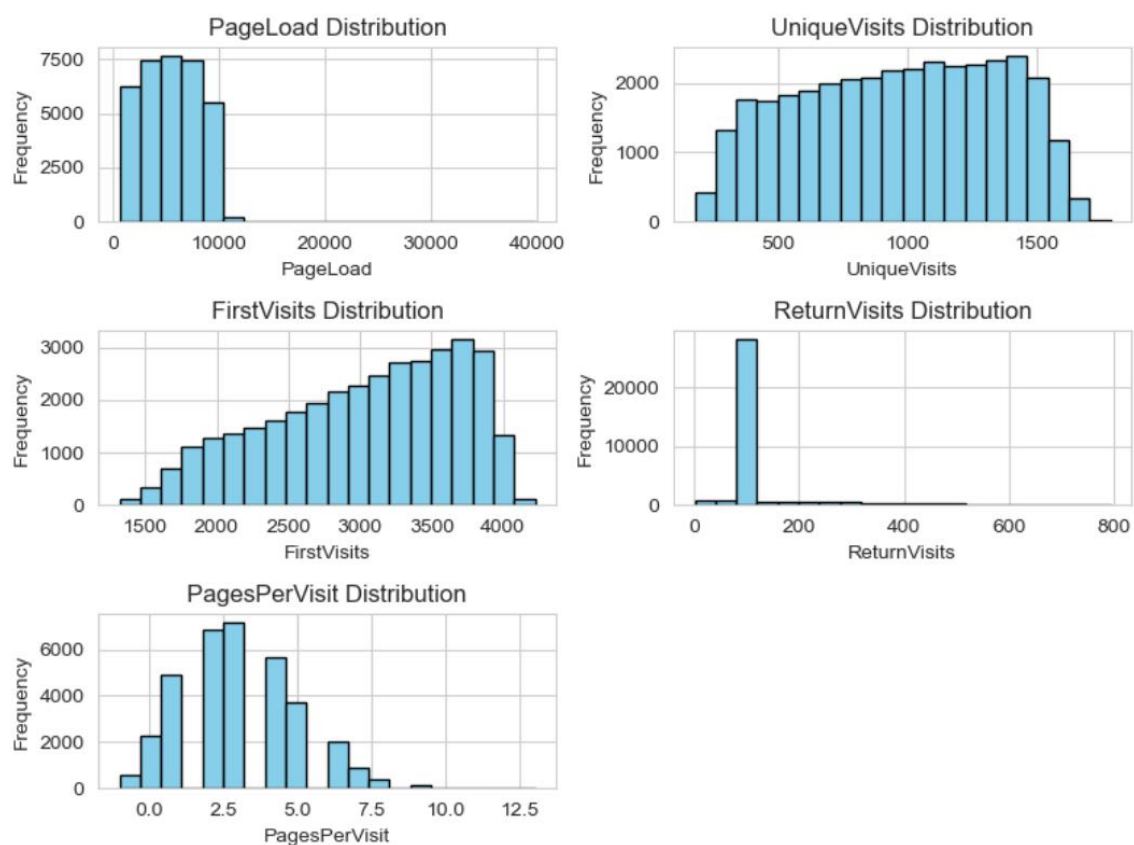 PageLoad Distribution
7500
5000
2500
0
Frequency
0 10000 20000 30000 40000
PageLoad
UniqueVisits Distribution
2000
1000
0
Frequency
500 1000 1500
UniqueVisits
FirstVisits Distribution
3000
2000
1000
0
Frequency
1500 2000 2500 3000 3500 4000
FirstVisits
ReturnVisits Distribution
20000
10000
0
Frequency
0 200 400 600 800
ReturnVisits
PagesPerVisit Distribution
6000
4000
2000
0
Frequency
0.0 2.5 5.0 7.5 10.0 12.5
PagesPerVisit